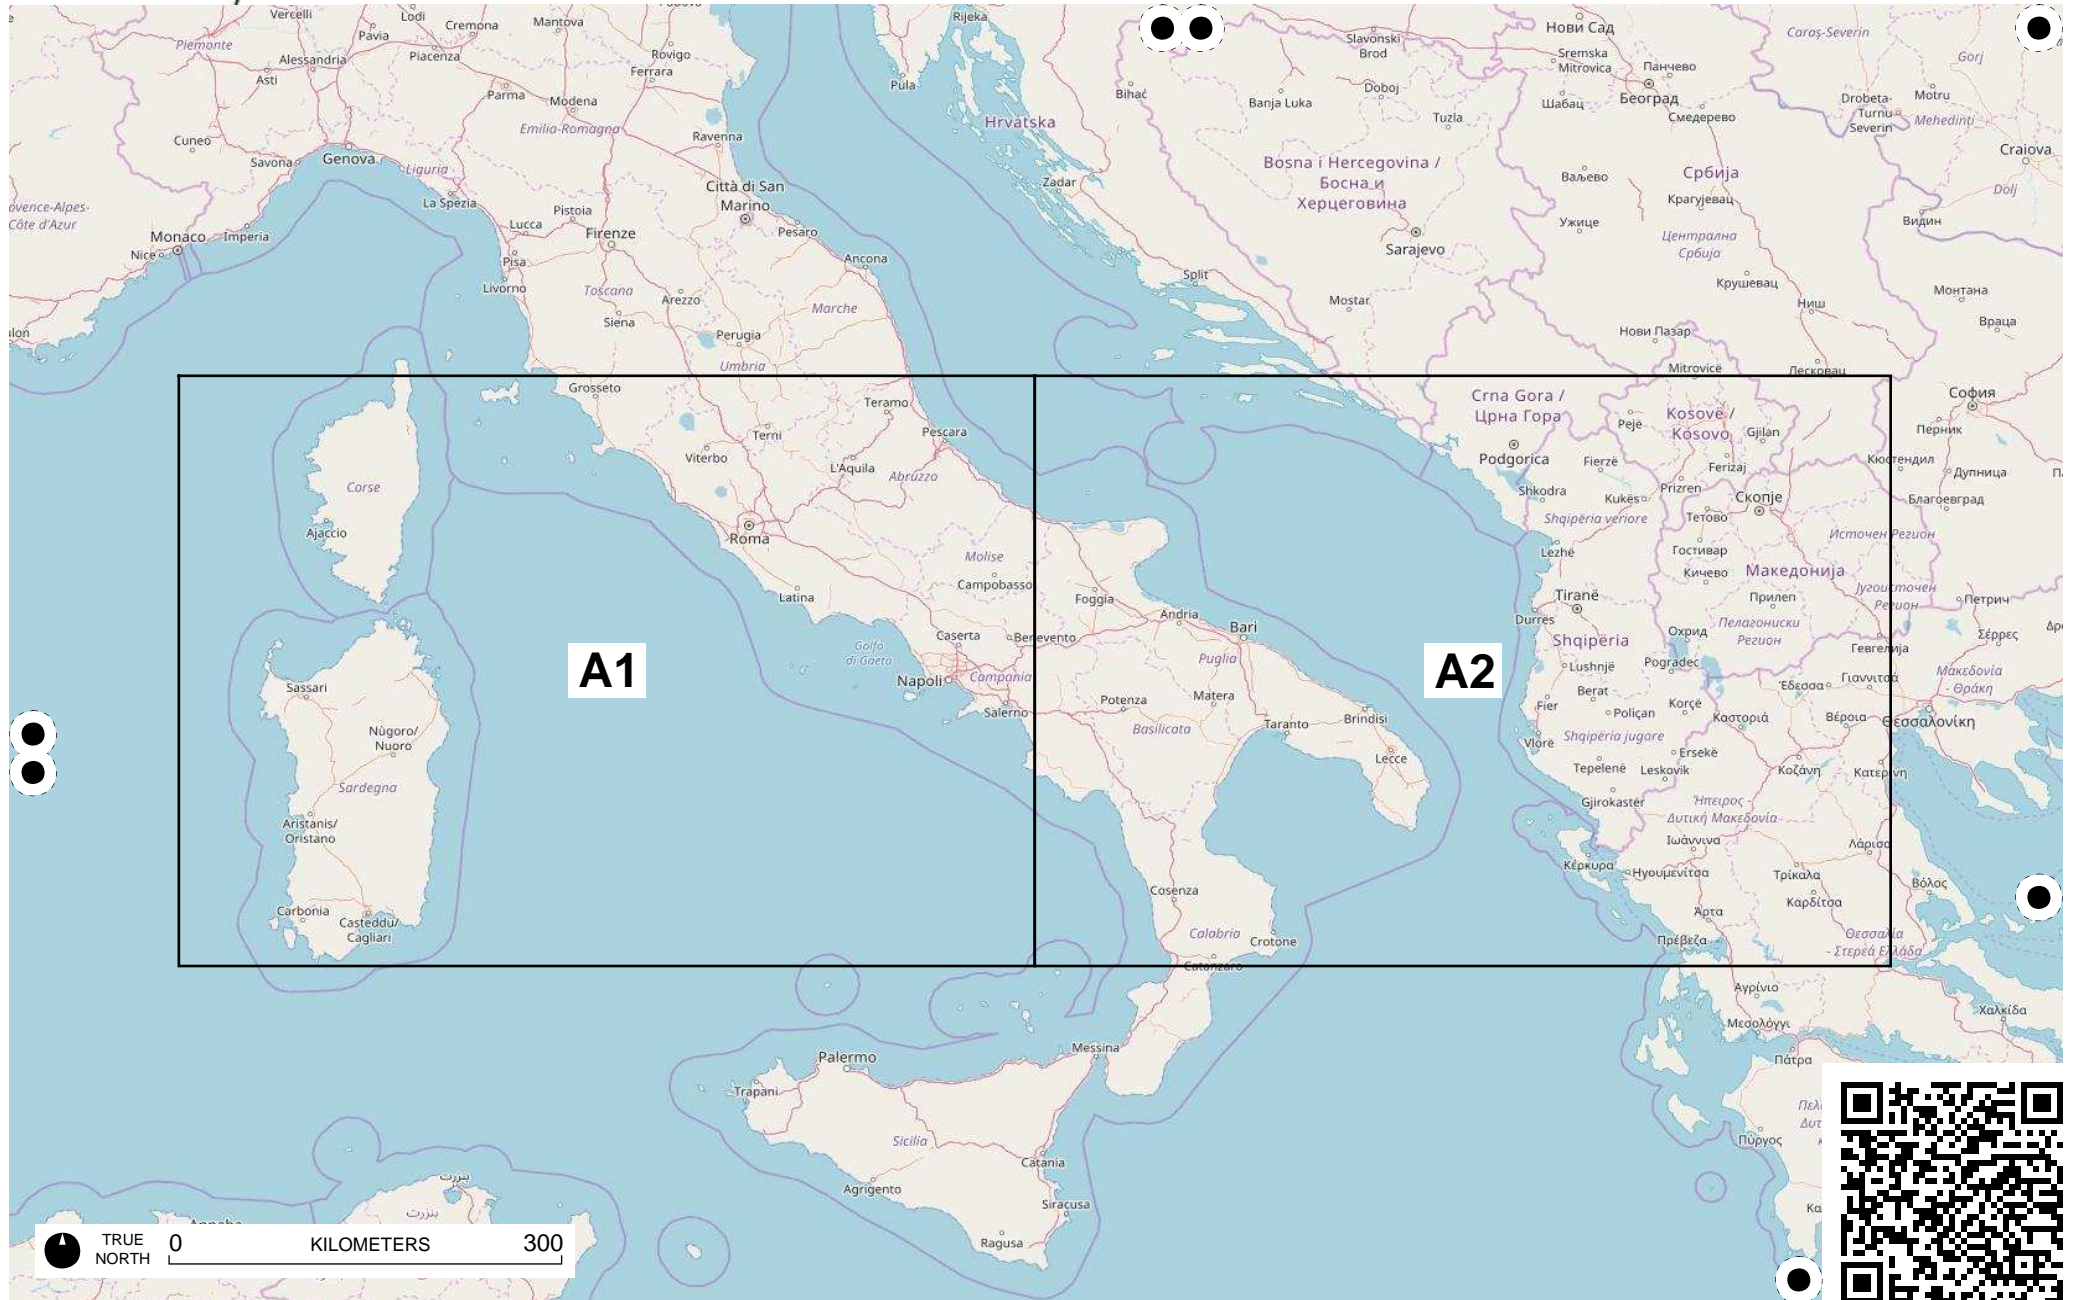 Vercelli
Lodi
Pavia
Cremona
Mantova
Rijeka
Slavonski
Brod
Нови Сад
Caraș-Severin
Piemonte
Alessandria
Piacenza
Rovigo
Ferrara
Sremska
Mitrovica
Панчево
Gorj
Asti
Parma
Modena
Pula
Bihać
Banja Luka
Doboj
Шабац
Београд
Drobeta-
Turnu
Severin
Motru
Emilia-Romagna
Ravenna
Hrvatska
Tuzla
Смедерево
Mehedinți
Cuneo
Savona
Genova
Liguria
Bosna i Hercegovina /
Босна и
Херцеговина
Србија
Craiova
Città di San
Marino
Zadar
Ваљево
Крагујевац
Dolj
ovence-Alpes-
Côte d'Azur
La Spezia
Pistoia
Lucca
Firenze
Pesaro
Ужице
Видин
Monaco
Imperia
Nice
Pisa
Ancona
Sarajevo
Централна
Србија
Livorno
Toscana
Arezzo
Marche
Split
Mostar
Крушевац
Монтана
Ниш
Siena
Perugia
Нови Пазар
Враца
ulon
Umbria
Mitrovicë
Лесковац
Grosseto
Teramo
Crna Gora /
Црна Гора
Kosovë /
Kosovo
София
Pejë
Gjilan
Перник
Terni
Pescara
Viterbo
L'Aquila
Abruzzo
Podgorica
Fierzë
Ferizaj
Кюстендил
Дупница
Corse
Shkodra
Kukës
Prizren
Скопје
Благоевград
Ajaccio
Roma
Shqipëria veriore
Тетово
Источен Регион
Molise
Lezhë
Гостивар
Campobasso
Кичево
Македонија
Latina
Foggia
Tiranë
Прилеп
Југоисточен
Регион
Петрич
Andria
Durrës
Пелагониски
Регион
Caserta
Benevento
Bari
Shqipëria
Охрид
Σέρρες
Golfo
di Gaeta
Гевгелија
A1
Puglia
A2
Lushnjë
Pogradec
Μακεδονία
- Θράκη
Napoli
Campania
Έδεσσα
Γιαννιτσά
Sassari
Potenza
Matera
Berat
Salerno
Fier
Poliçan
Korçë
Καστοριά
Βέροια
Θεσσαλονίκη
Nùgoro/
Nuoro
Basilicata
Taranto
Brindisi
Vlorë
Shqipëria jugore
Ersekë
Lecce
Tepelenë
Leskovik
Κοζάνη
Κατερίνη
Sardegna
Gjirokastër
Ήπειρος -
Δυτική Μακεδονία
Aristanis/
Oristano
Ιωάννινα
Λάρισα
Κέρκυρα
Ηγουμενίτσα
Τρίκαλα
Βόλος
Cosenza
Καρδίτσα
Carbonia
Άρτα
Casteddu/
Cagliari
Calabria
Crotone
Πρέβεζα
Θεσσαλία
- Στερεά Ελλάδα
Catanzaro
Αγρίνιο
Χαλκίδα
Μεσολόγγι
Messina
Palermo
Πάτρα
Trapani
Sicilia
Πύργος
Catania
بنزرت
Agrigento
Siracusa
بنزرت
Ragusa
TRUE
NORTH
0 KILOMETERS 300